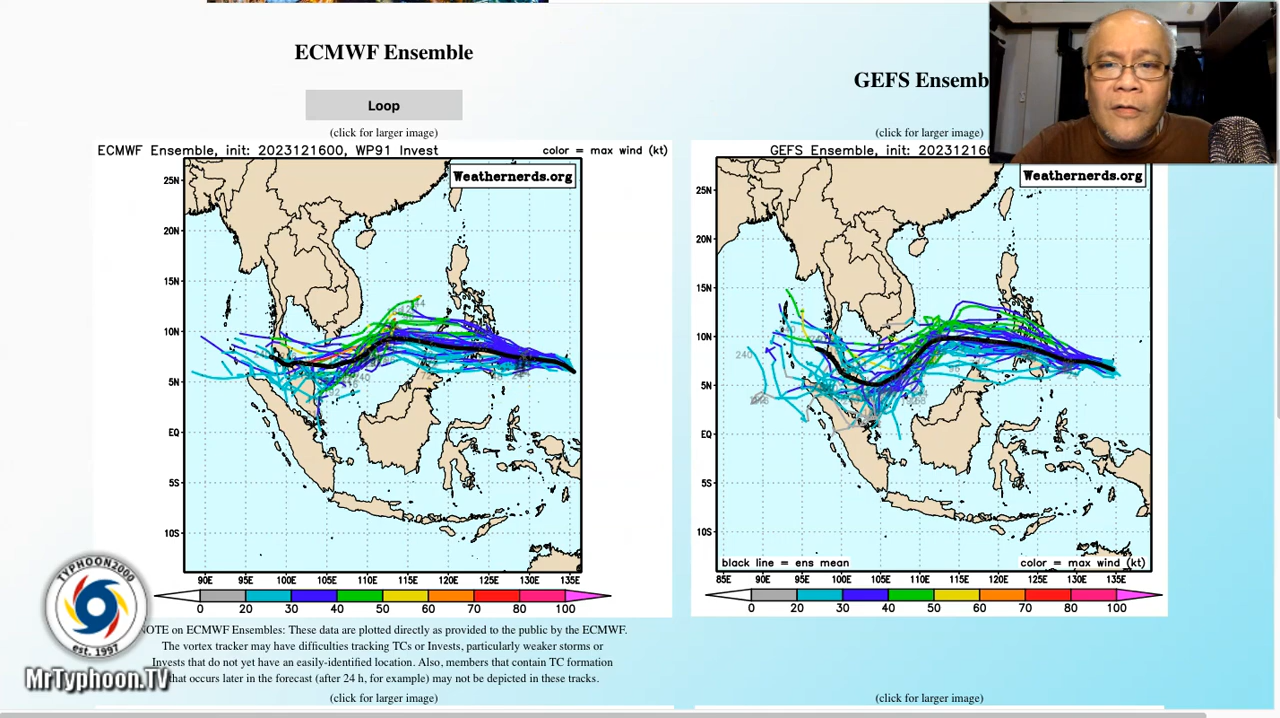 ECMWF Ensemble
Loop
(click for larger image)
ECMWF Ensemble, init: 2023121600, WP91 Invest
color = max wind (kt)
Weathernerds.org
25N
20N
15N
10N
5N
EQ
5S
10S
90E 95E 100E 105E 110E 115E 120E 125E 130E 135E
0 20 30 40 50 60 70 80 100
NOTE on ECMWF Ensembles: These data are plotted directly as provided to the public by the ECMWF.
The vortex tracker may have difficulties tracking TCs or Invests, particularly weaker storms or
Invests that do not yet have an easily-identified location. Also, members that contain TC formation
that occurs later in the forecast (after 24 h, for example) may not be depicted in these tracks.
(click for larger image)
GEFS Ensemb
(click for larger image)
GEFS Ensemble, init: 20231216
Weathernerds.org
25N
20N
15N
10N
5N
EQ
5S
10S
black line = ens mean
color = max wind (kt)
85E 90E 95E 100E 105E 110E 115E 120E 125E 130E 135E
0 20 30 40 50 60 70 80 100
(click for larger image)
TYPHOON2000
est. 1997
MrTyphoon.TV